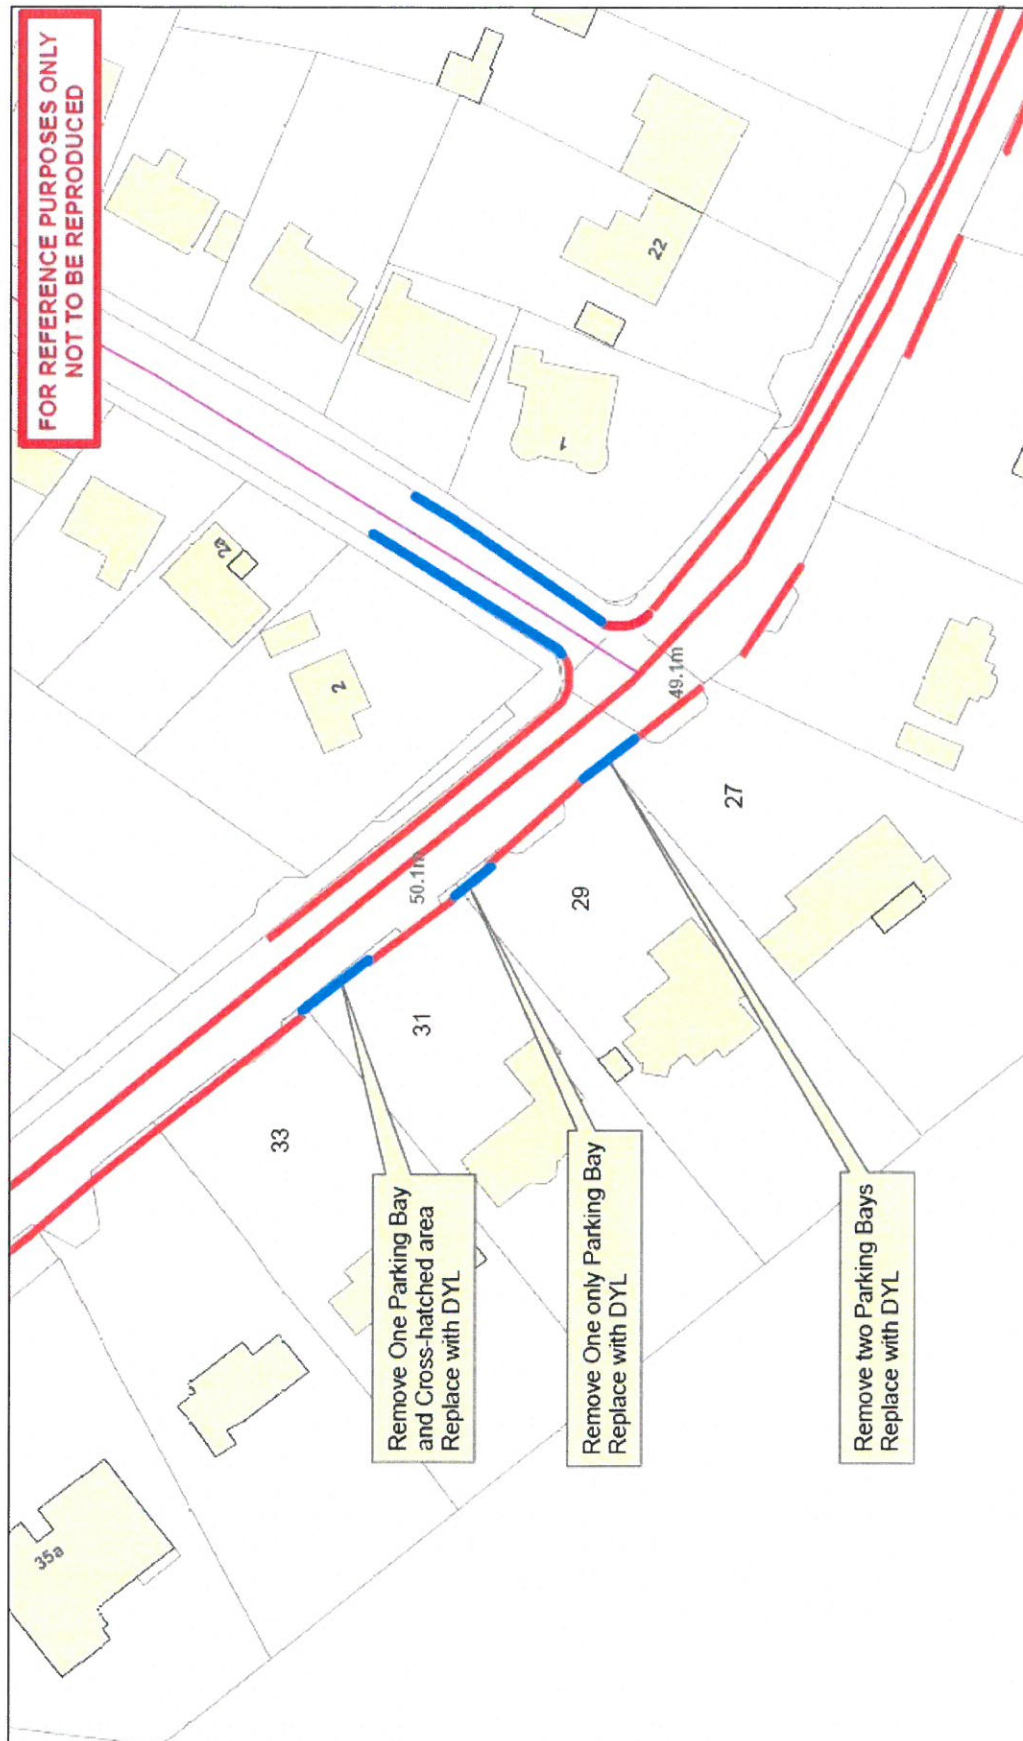 FOR REFERENCE PURPOSES ONLY
NOT TO BE REPRODUCED
22
1
2a
2
49.1m
27
50.1m
29
31
33
35a
Remove One Parking Bay
and Cross-hatched area
Replace with DYL
Remove One only Parking Bay
Replace with DYL
Remove two Parking Bays
Replace with DYL